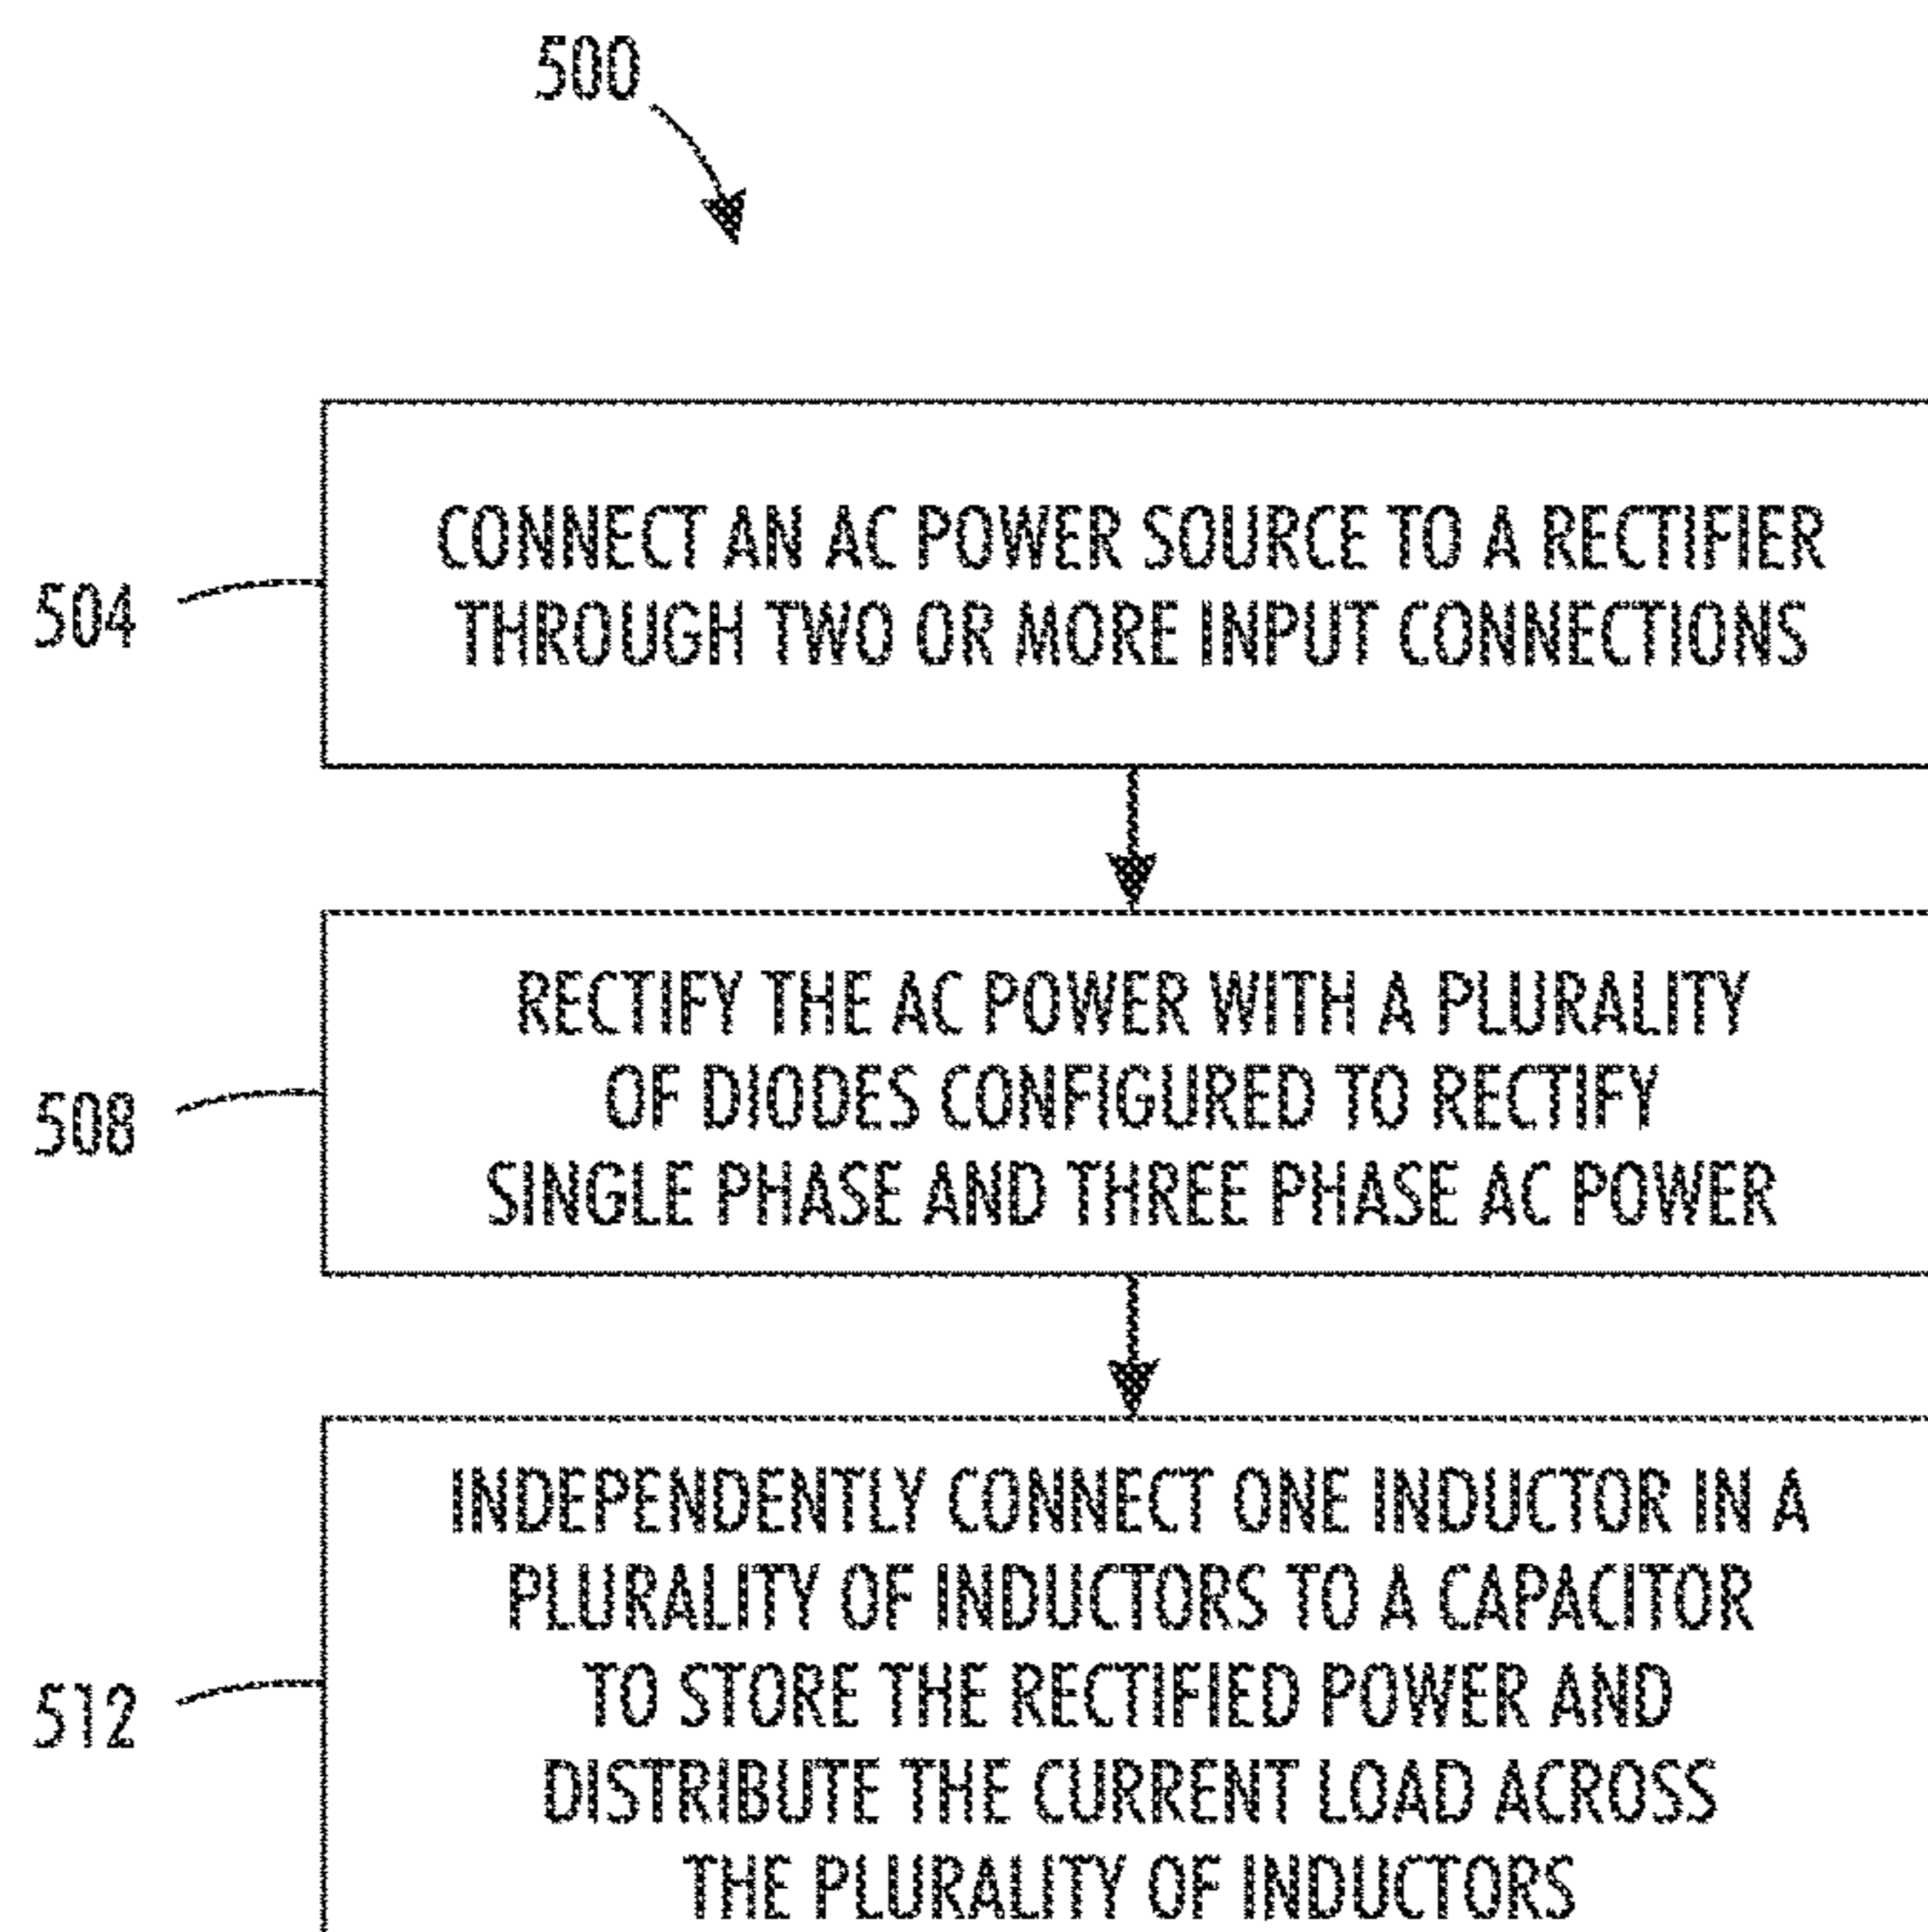 500
504
CONNECT AN AC POWER SOURCE TO A RECTIFIER
THROUGH TWO OR MORE INPUT CONNECTIONS
508
RECTIFY THE AC POWER WITH A PLURALITY
OF DIODES CONFIGURED TO RECTIFY
SINGLE PHASE AND THREE PHASE AC POWER
512
INDEPENDENTLY CONNECT ONE INDUCTOR IN A
PLURALITY OF INDUCTORS TO A CAPACITOR
TO STORE THE RECTIFIED POWER AND
DISTRIBUTE THE CURRENT LOAD ACROSS
THE PLURALITY OF INDUCTORS